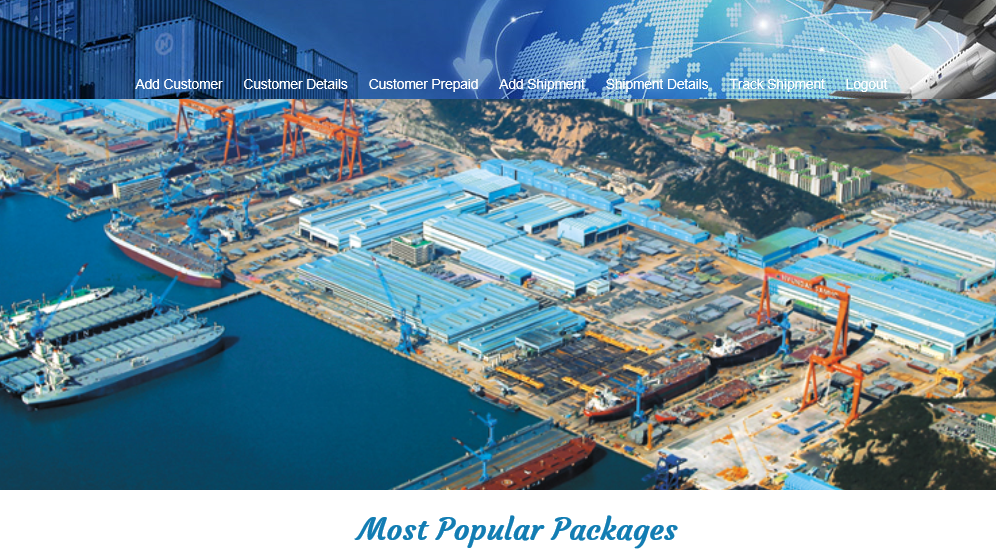 Add Customer Customer Details Customer Prepaid Add Shipment Shipment Details Track Shipment Logout
Most Popular Packages